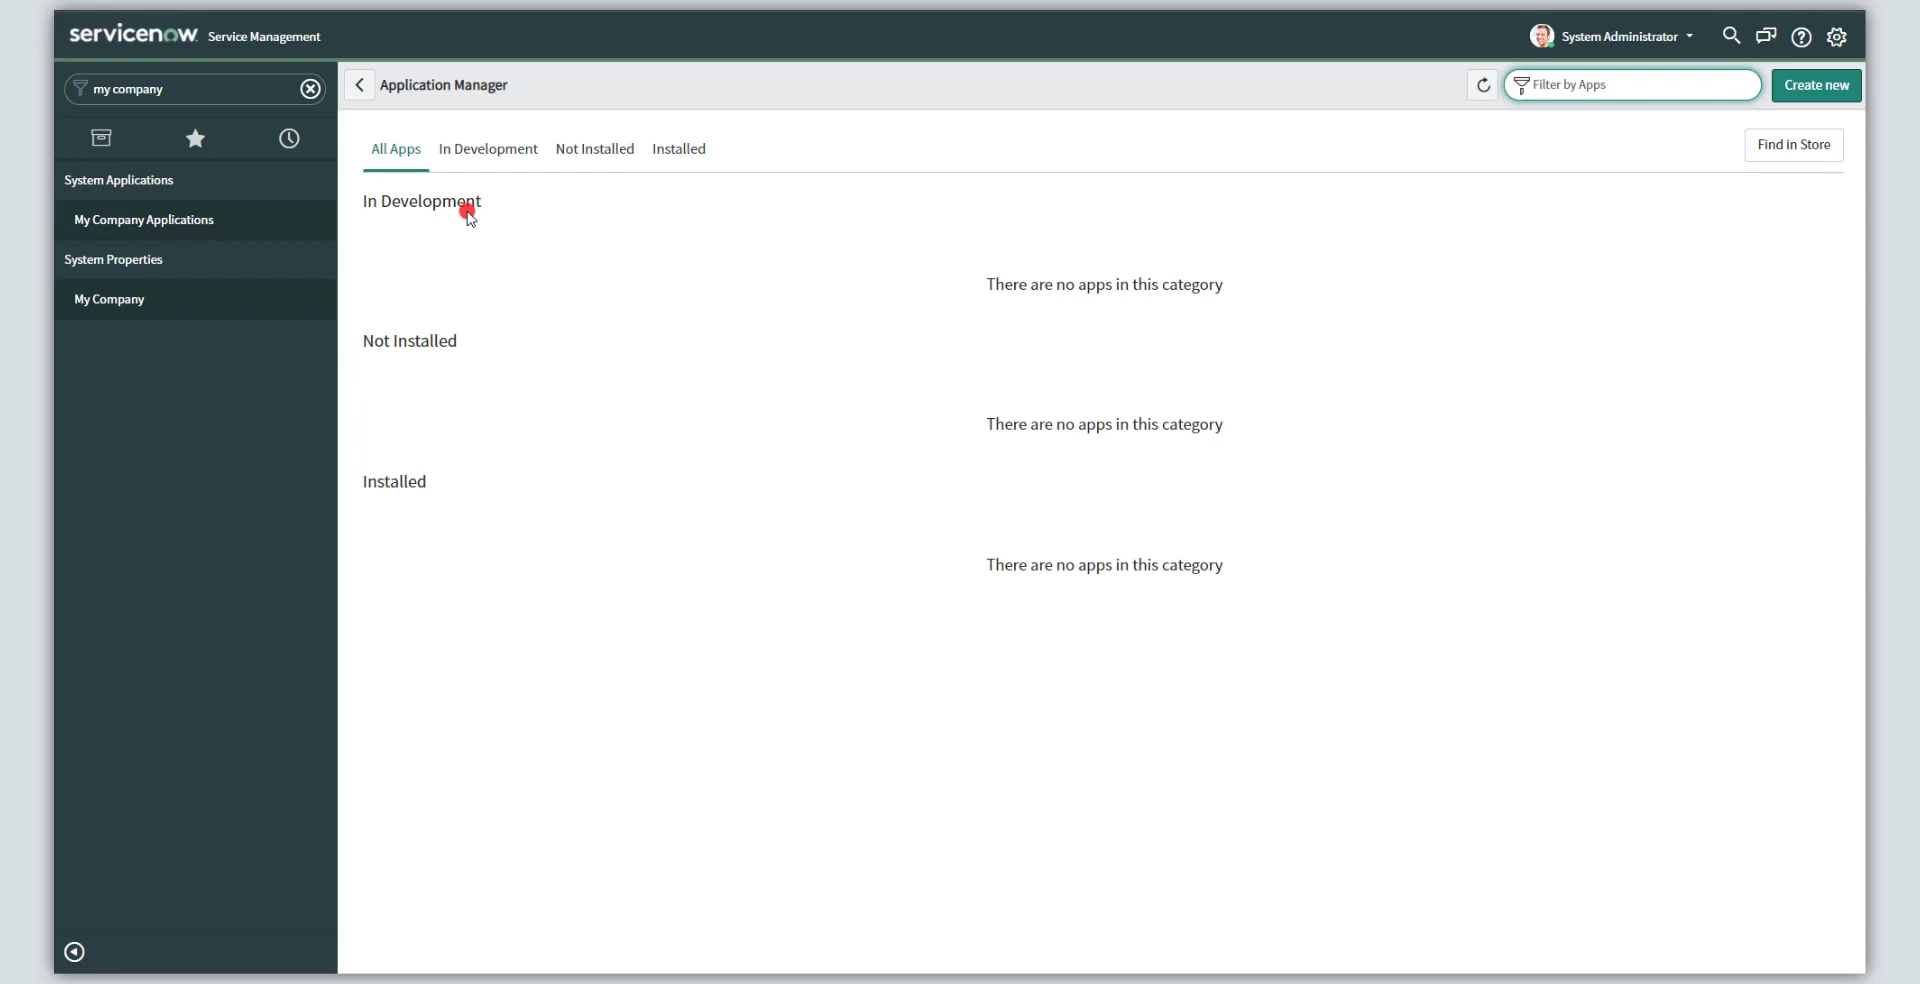 servicenow Service Management
System Administrator
my company
Application Manager
Filter by Apps
Create new
All Apps In Development Not Installed Installed
Find in Store
System Applications
My Company Applications
System Properties
My Company
In Development
There are no apps in this category
Not Installed
There are no apps in this category
Installed
There are no apps in this category